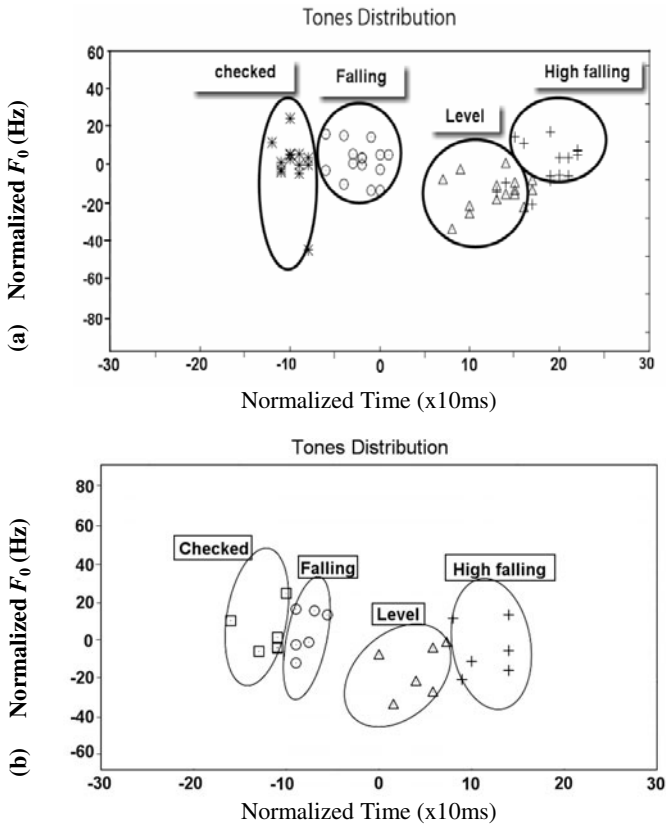 Tones Distribution
60
40
20
0
-20
-40
-60
-80
checked
Falling
Level
High falling
-30
-20
-10
0
10
20
30
Normalized Time (x10ms)
(a) Normalized F₀ (Hz)
Tones Distribution
80
60
40
20
0
-20
-40
-60
Checked
Falling
Level
High falling
-30
-20
-10
0
10
20
30
Normalized Time (x10ms)
(b) Normalized F₀ (Hz)